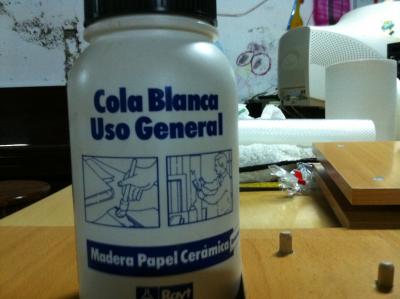 Cola Blanca
Uso General
Madera Papel Cerámica
Rayt